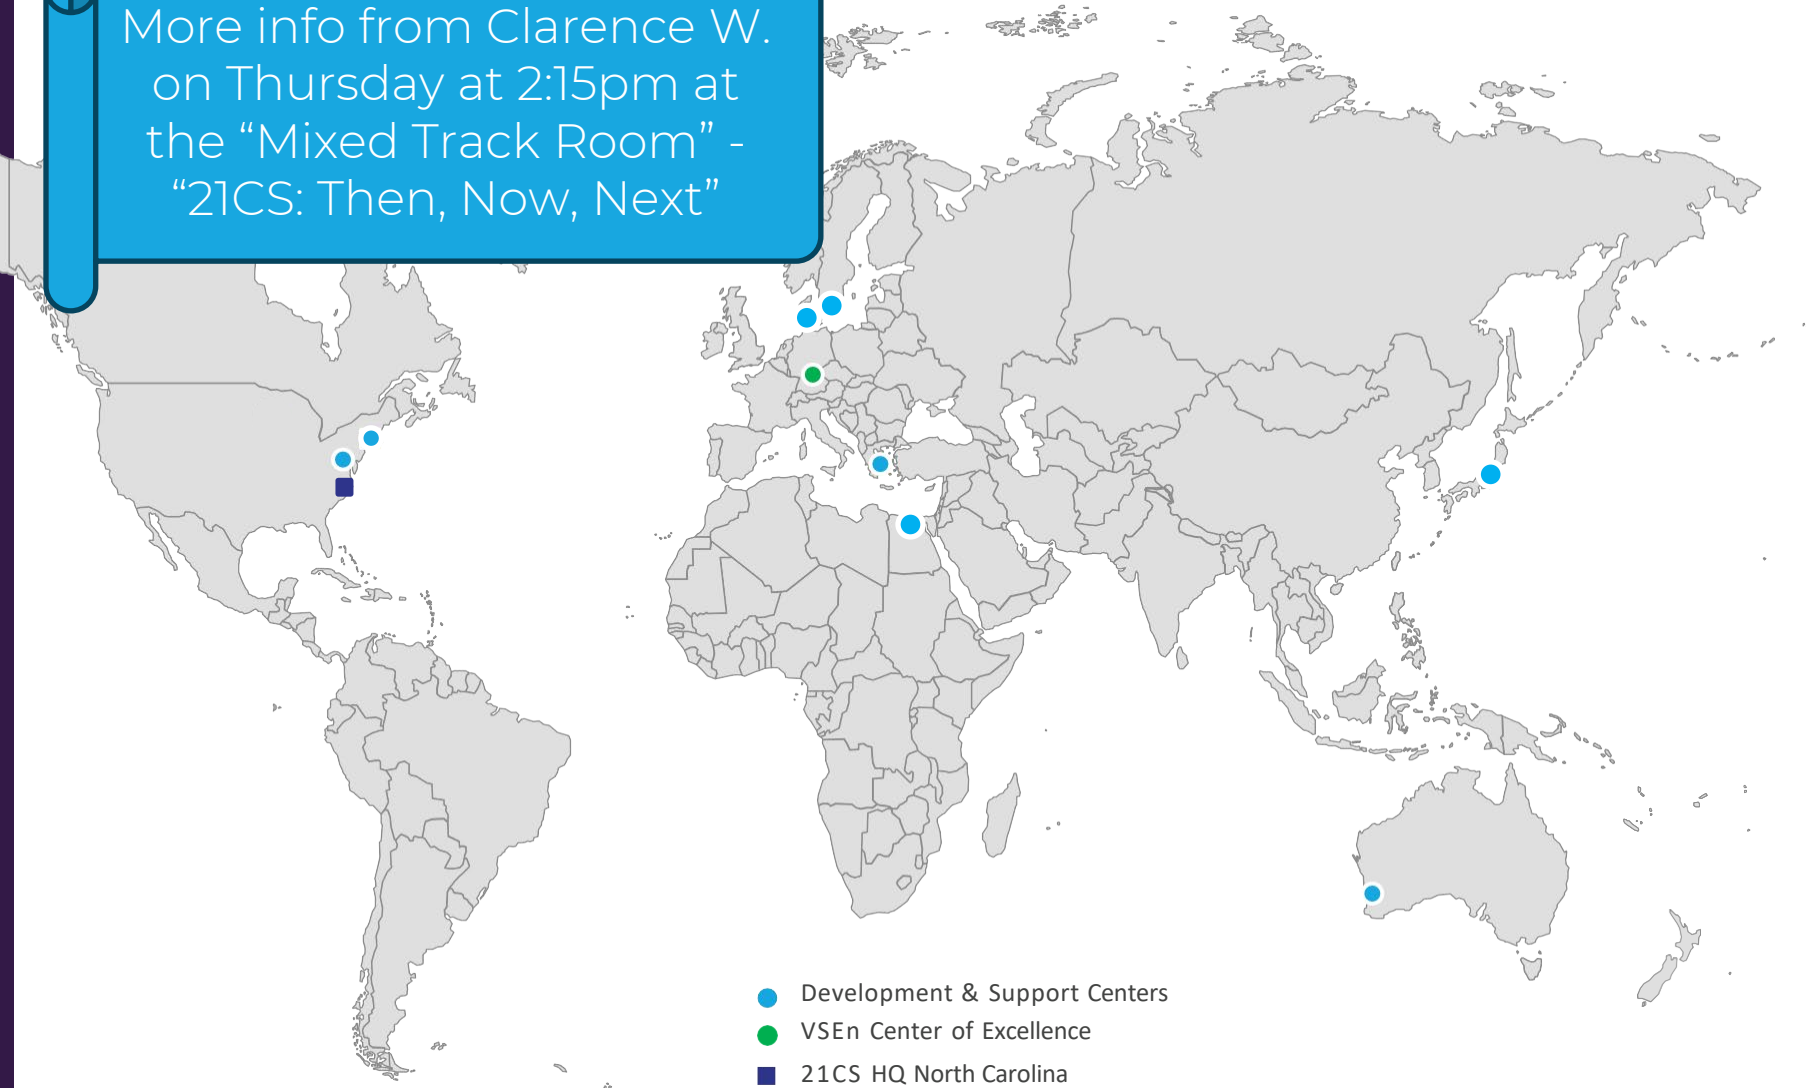 More info from Clarence W.
on Thursday at 2:15pm at
the “Mixed Track Room” -
“21CS: Then, Now, Next”
Development & Support Centers
VSEn Center of Excellence
21CS HQ North Carolina